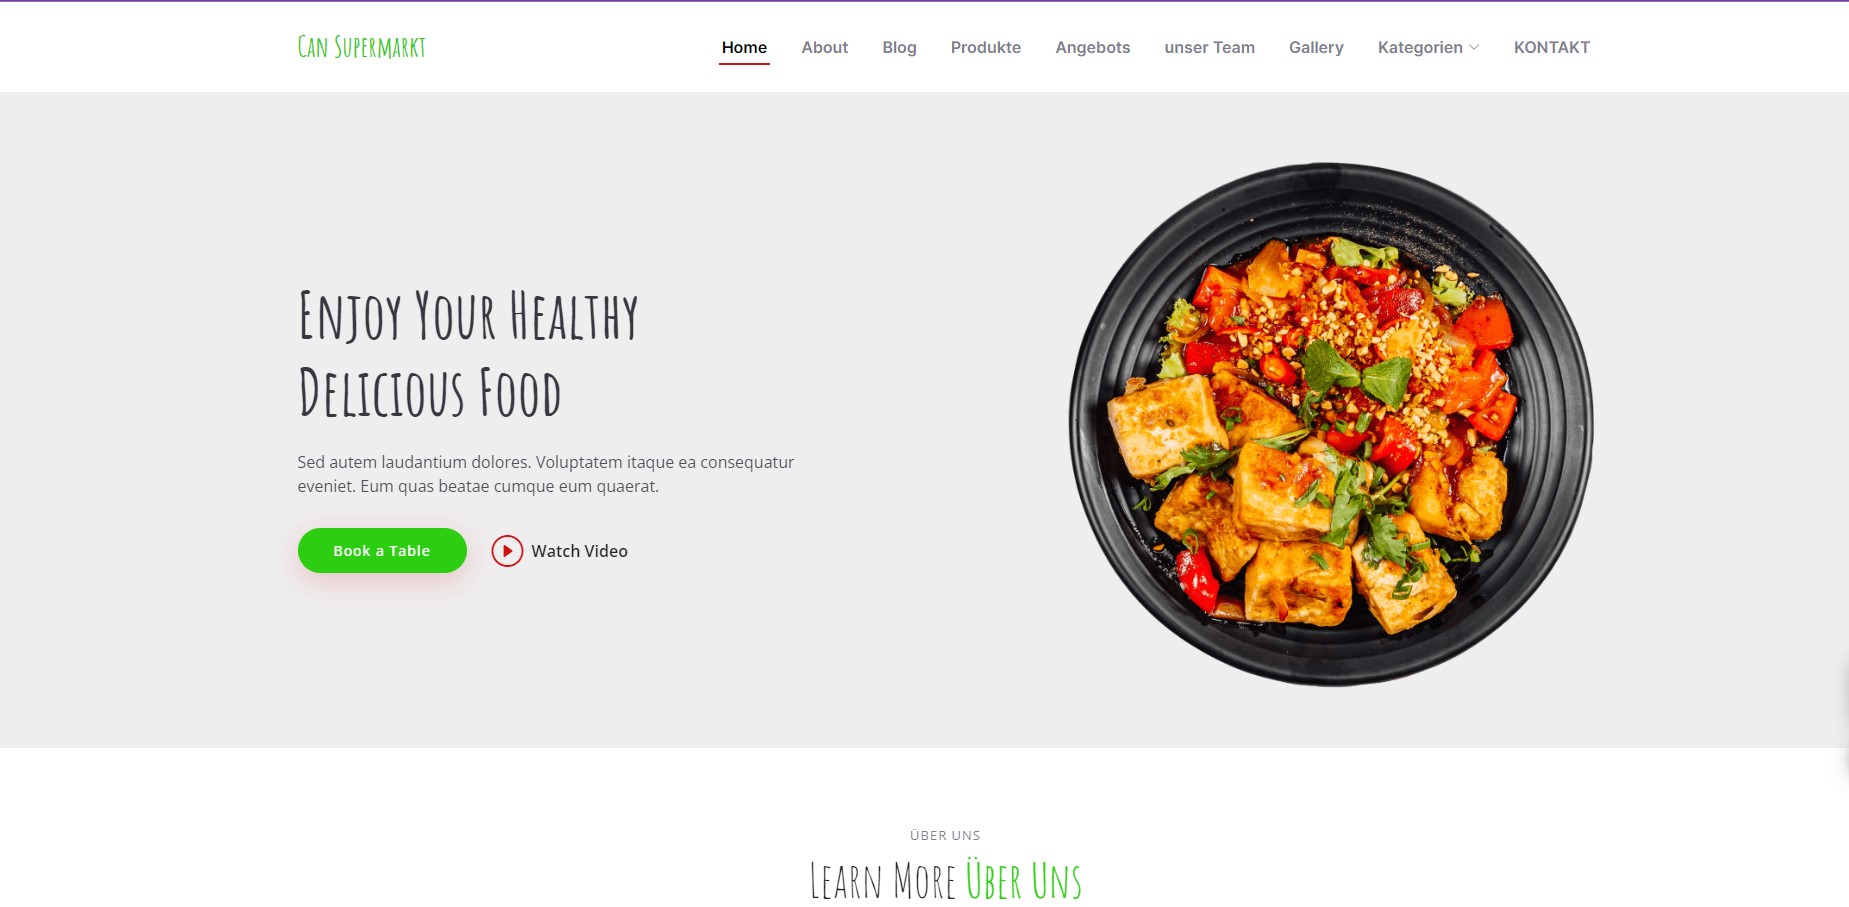 Can Supermarkt
Home About Blog Produkte Angebots unser Team Gallery Kategorien KONTAKT
Enjoy Your Healthy
Delicious Food
Sed autem laudantium dolores. Voluptatem itaque ea consequatur
eveniet. Eum quas beatae cumque eum quaerat.
Book a Table Watch Video
ÜBER UNS
Learn More Über Uns